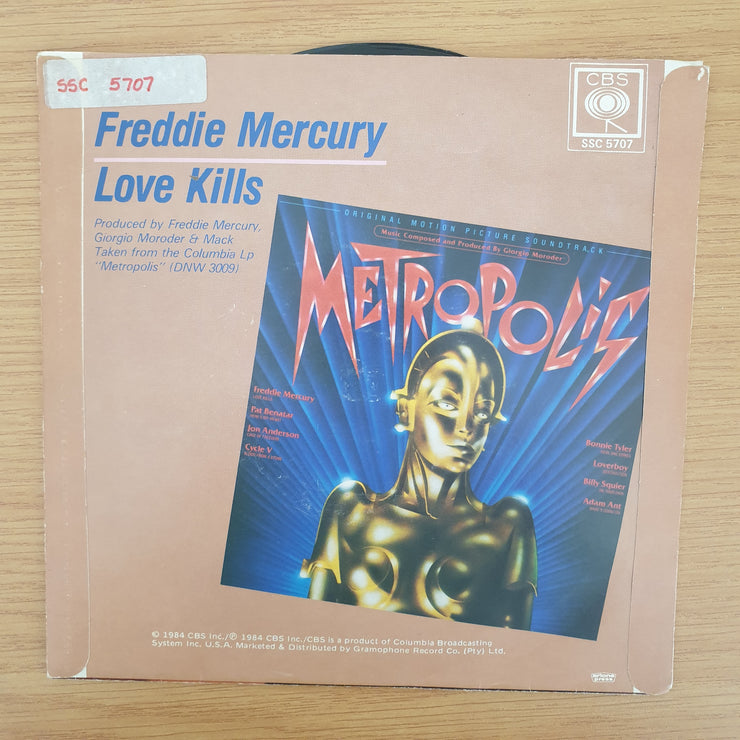 SSC 5707
CBS
SSC 5707
Freddie Mercury
Love Kills
Produced by Freddie Mercury,
Giorgio Moroder & Mack
Taken from the Columbia Lp
"Metropolis" (DNW 3009)
ORIGINAL MOTION PICTURE SOUNDTRACK
Music Composed and Produced By Giorgio Moroder
METROPOLIS
Freddie Mercury
LOVE KILLS
Pat Benatar
Jon Anderson
Cycle V
Bonnie Tyler
Loverboy
Billy Squier
Adam Ant
© 1984 CBS Inc./℗ 1984 CBS Inc./CBS is a product of Columbia Broadcasting
System Inc. U.S.A. Marketed & Distributed by Gramophone Record Co. (Pty) Ltd.